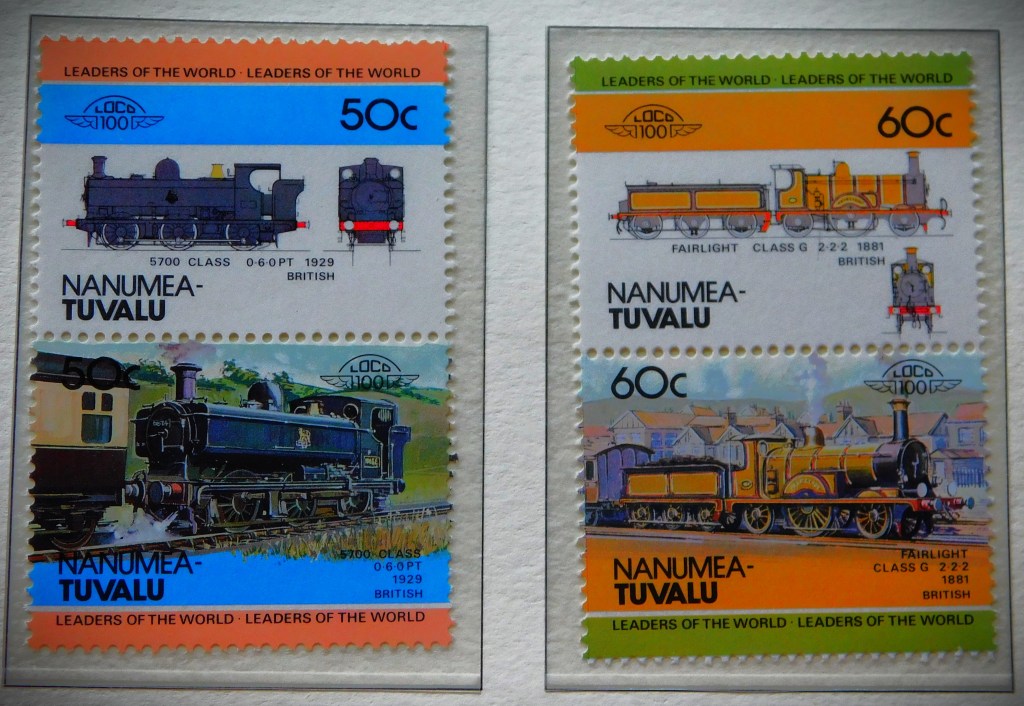 LEADERS OF THE WORLD · LEADERS OF THE WORLD
LOCO
100
50c
5700 CLASS 0·6·0PT 1929
BRITISH
NANUMEA-
TUVALU
50c
LOCO
100
NANUMEA-
TUVALU
5700 CLASS
0·6·0PT
1929
BRITISH
LEADERS OF THE WORLD · LEADERS OF THE WORLD
LEADERS OF THE WORLD · LEADERS OF THE WORLD
LOCO
100
60c
FAIRLIGHT CLASS G 2·2·2 1881
BRITISH
NANUMEA-
TUVALU
60c
LOCO
100
NANUMEA-
TUVALU
FAIRLIGHT
CLASS G 2·2·2
1881
BRITISH
LEADERS OF THE WORLD · LEADERS OF THE WORLD